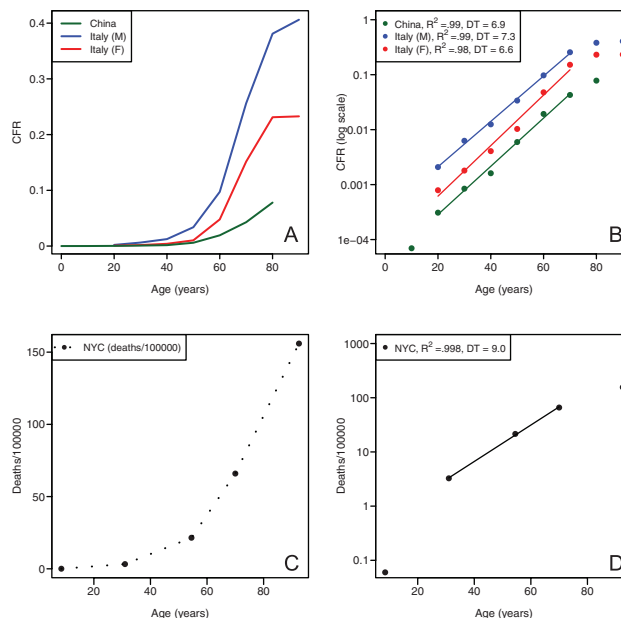 China
Italy (M)
Italy (F)
0.4
0.3
0.2
0.1
0
CFR
0 20 40 60 80
Age (years)
A
China, R² =.99, DT = 6.9
Italy (M), R² =.99, DT = 7.3
Italy (F), R² =.98, DT = 6.6
1
0.1
0.01
0.001
1e−04
CFR (log scale)
20 40 60 80
Age (years)
B
NYC (deaths/100000)
150
100
50
0
Deaths/100000
20 40 60 80
Age (years)
C
NYC, R² =.998, DT = 9.0
1000
100
10
1
0.1
Deaths/100000
20 40 60 80
Age (years)
D